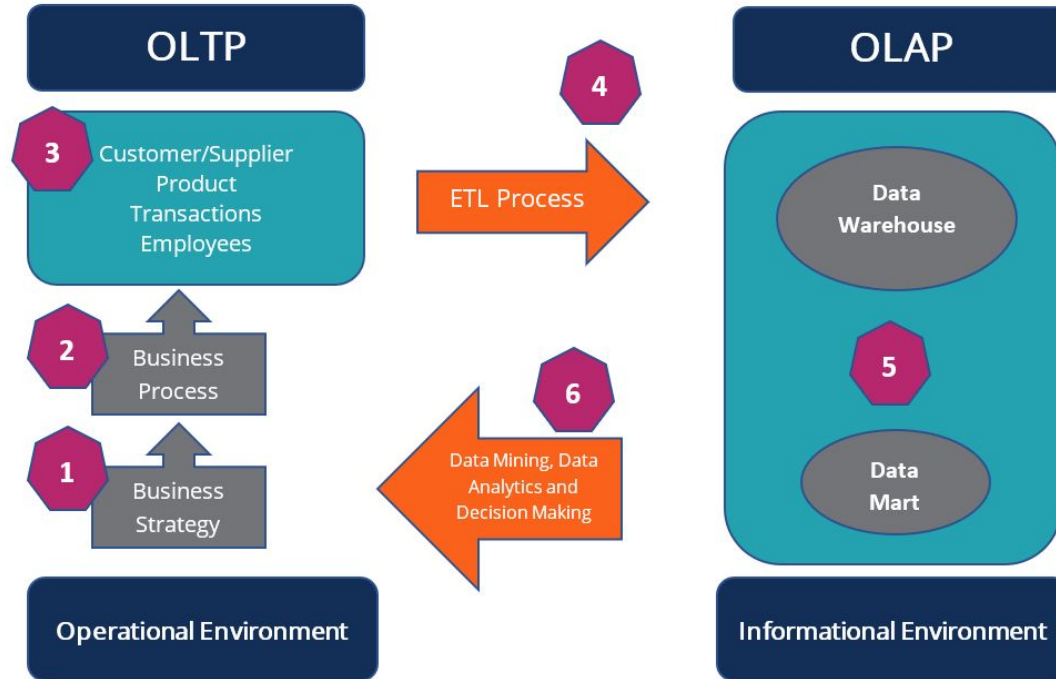 OLTP
OLAP
4
3
Customer/Supplier
Product
Transactions
Employees
ETL Process
Data
Warehouse
2
Business
Process
5
6
1
Business
Strategy
Data Mining, Data
Analytics and
Decision Making
Data
Mart
Operational Environment
Informational Environment